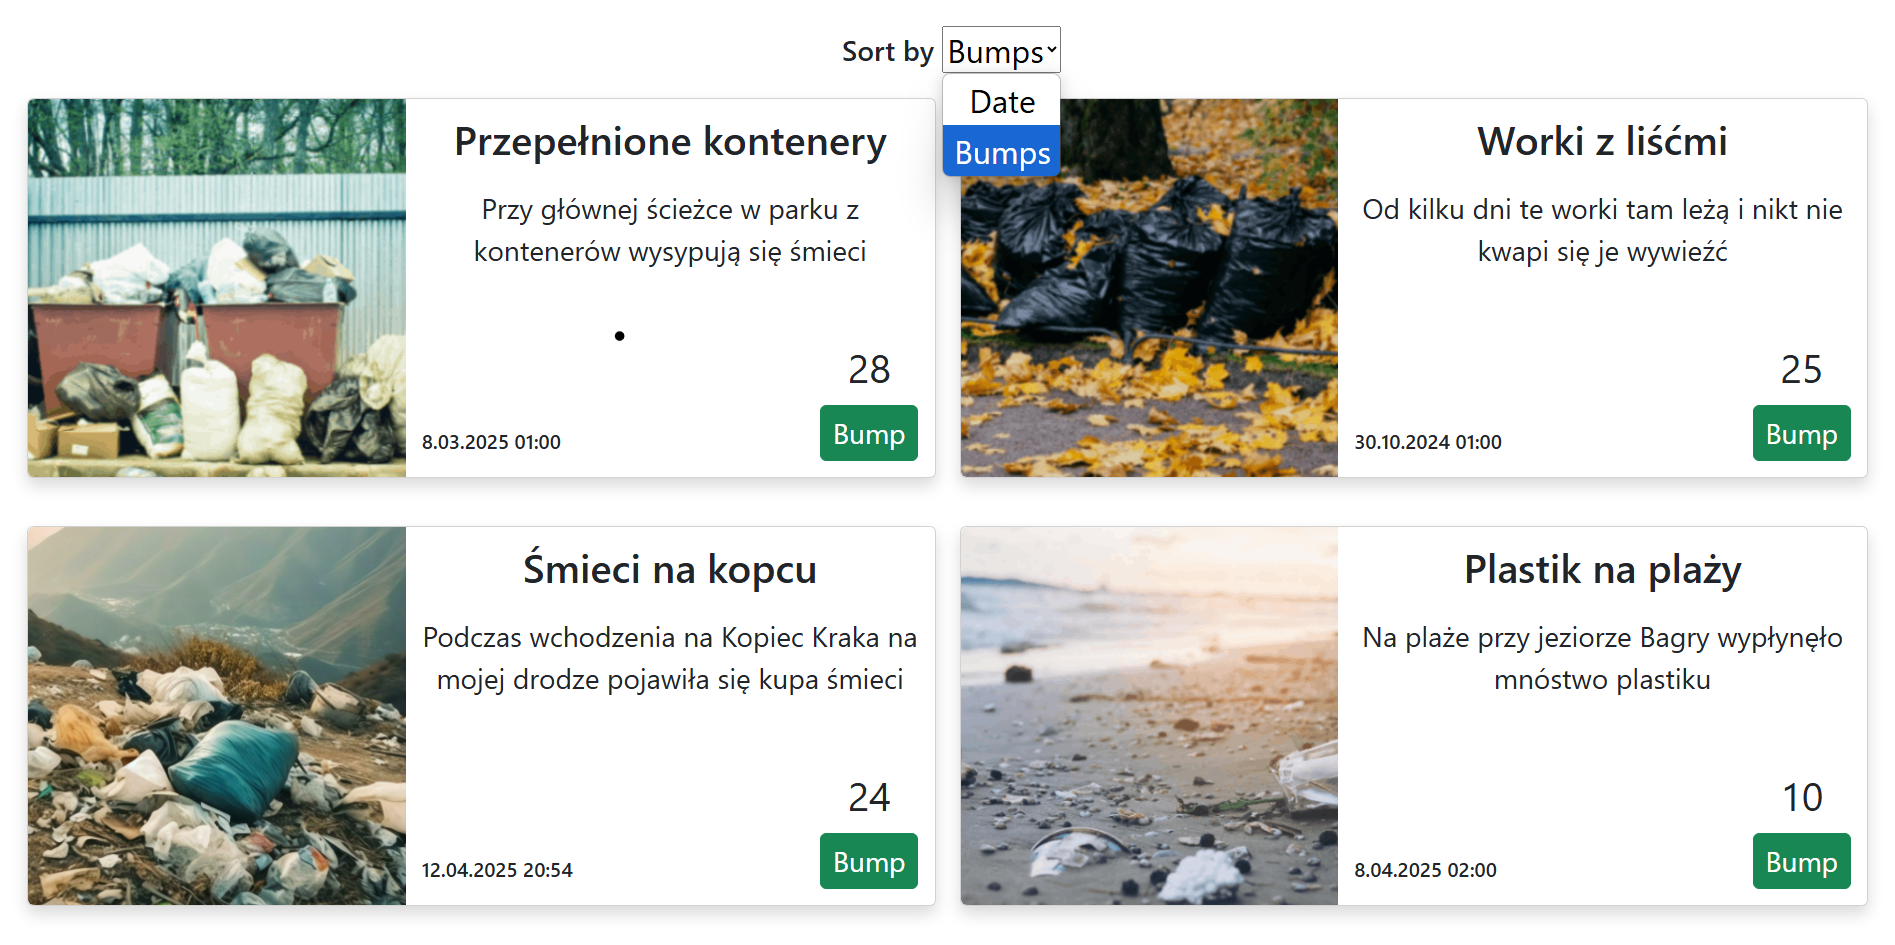 Sort by Bumps
Date
Bumps
Przepełnione kontenery
Przy głównej ścieżce w parku z
kontenerów wysypują się śmieci
28
8.03.2025 01:00
Bump
Worki z liśćmi
Od kilku dni te worki tam leżą i nikt nie
kwapi się je wywieźć
25
30.10.2024 01:00
Bump
Śmieci na kopcu
Podczas wchodzenia na Kopiec Kraka na
mojej drodze pojawiła się kupa śmieci
24
12.04.2025 20:54
Bump
Plastik na plaży
Na plaże przy jeziorze Bagry wypłynęło
mnóstwo plastiku
10
8.04.2025 02:00
Bump